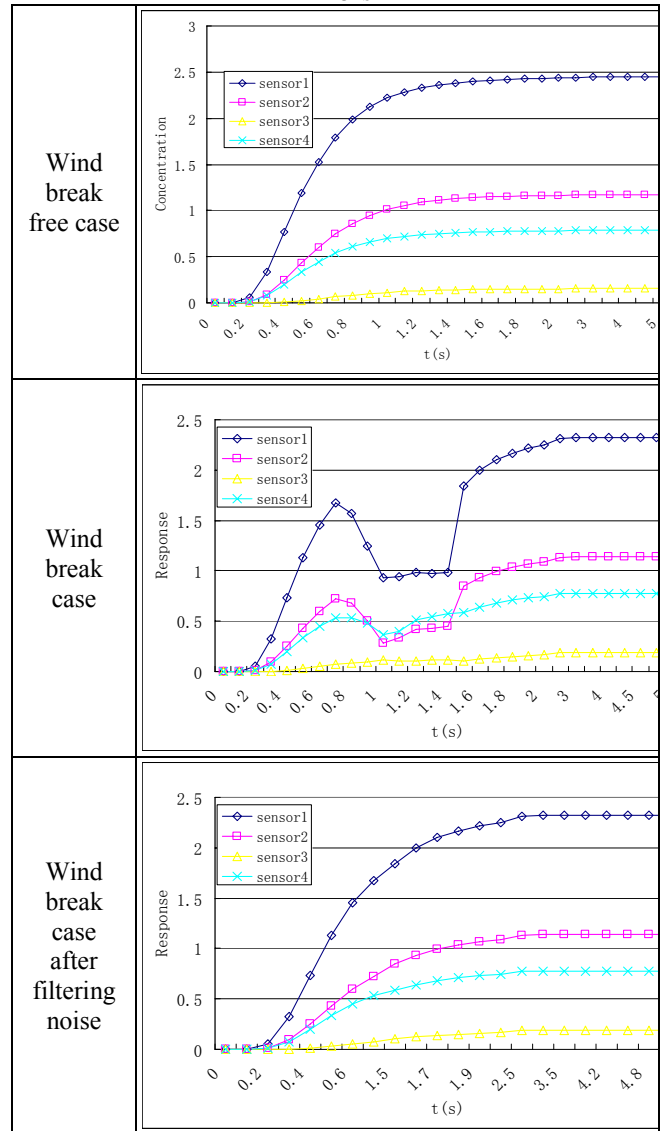 Wind
break
free case
3
2.5
2
1.5
1
0.5
0
Concentration
sensor1
sensor2
sensor3
sensor4
0 0.2 0.4 0.6 0.8 1 1.2 1.4 1.6 1.8 2 3 4 5
t(s)
Wind
break
case
2.5
2
1.5
1
0.5
0
Response
sensor1
sensor2
sensor3
sensor4
0 0.2 0.4 0.6 0.8 1 1.2 1.4 1.6 1.8 2 3 4 4.5 5
t(s)
Wind
break
case
after
filtering
noise
2.5
2
1.5
1
0.5
0
Response
sensor1
sensor2
sensor3
sensor4
0 0.2 0.4 0.6 1.5 1.7 1.9 2.5 3.5 4.2 4.8
t(s)